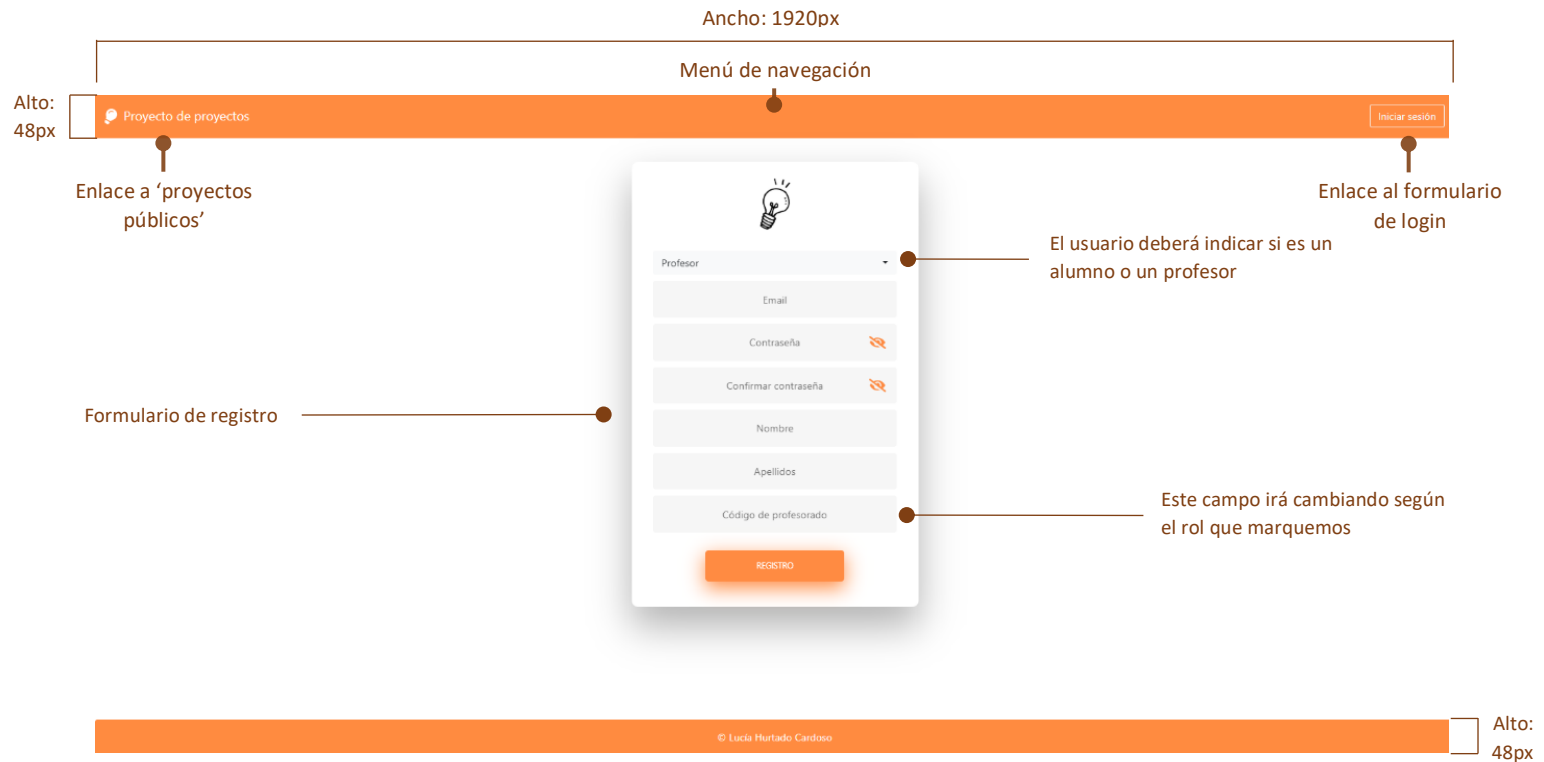 Ancho: 1920px
Menú de navegación
Alto:
48px
Proyecto de proyectos
Iniciar sesión
Enlace a ‘proyectos
públicos’
Enlace al formulario
de login
El usuario deberá indicar si es un
alumno o un profesor
Profesor
Email
Contraseña
Confirmar contraseña
Formulario de registro
Nombre
Apellidos
Este campo irá cambiando según
el rol que marquemos
Código de profesorado
REGISTRO
© Lucía Hurtado Cardoso
Alto:
48px